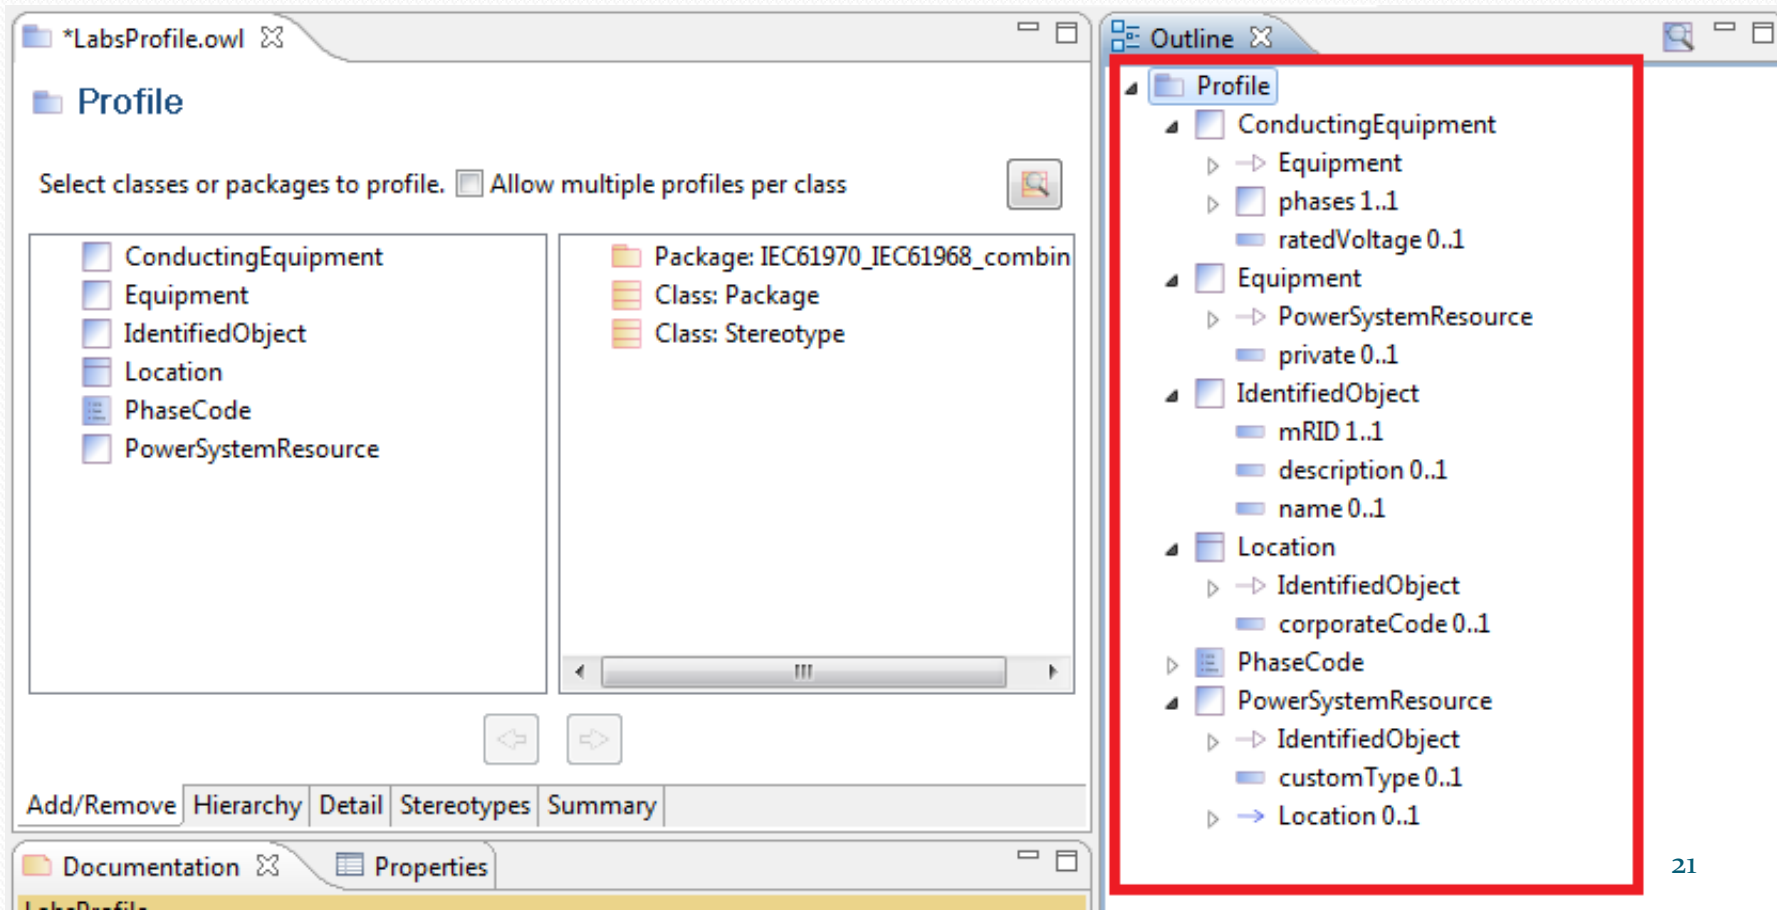 *LabsProfile.owl
Profile
Select classes or packages to profile. Allow multiple profiles per class
ConductingEquipment
Equipment
IdentifiedObject
Location
PhaseCode
PowerSystemResource
Package: IEC61970_IEC61968_combin
Class: Package
Class: Stereotype
Add/Remove Hierarchy Detail Stereotypes Summary
Documentation Properties
LabsProfile
Outline
Profile
ConductingEquipment
Equipment
phases 1..1
ratedVoltage 0..1
Equipment
PowerSystemResource
private 0..1
IdentifiedObject
mRID 1..1
description 0..1
name 0..1
Location
IdentifiedObject
corporateCode 0..1
PhaseCode
PowerSystemResource
IdentifiedObject
customType 0..1
Location 0..1
21